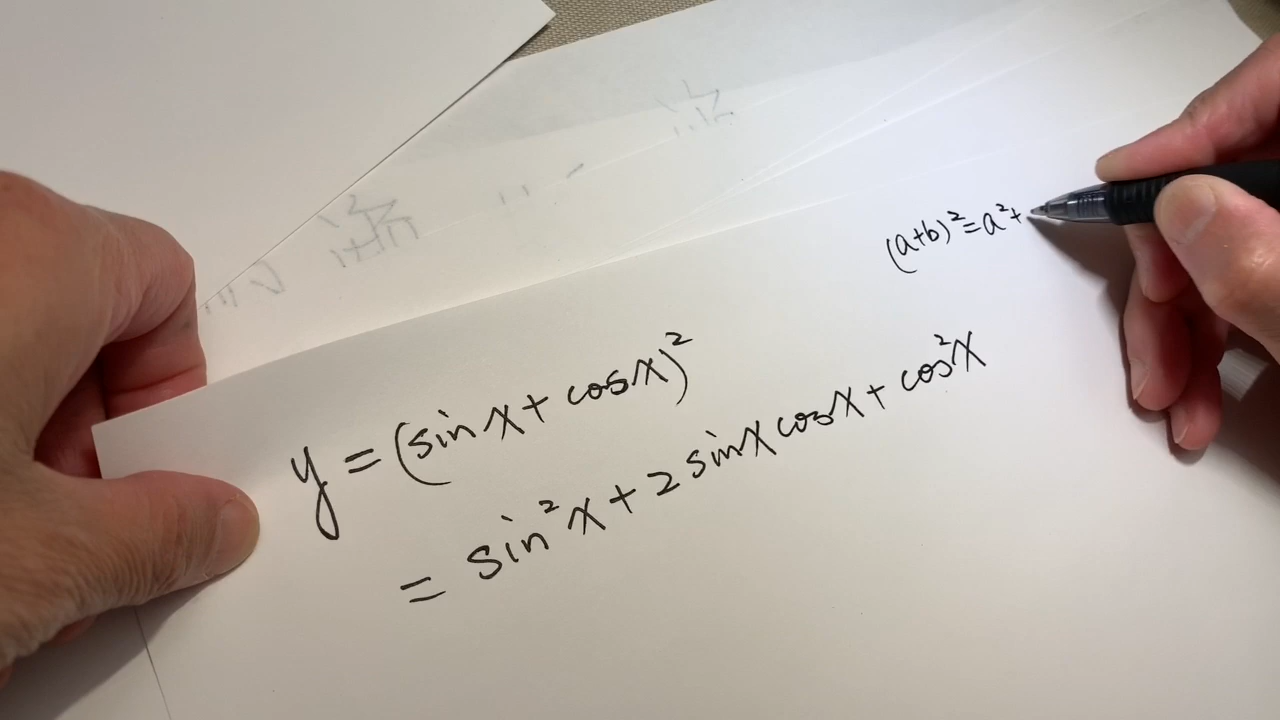 (a+b)²=a²+
y = (sin x + cos x)²
= sin²x + 2 sin x cos x + cos²x